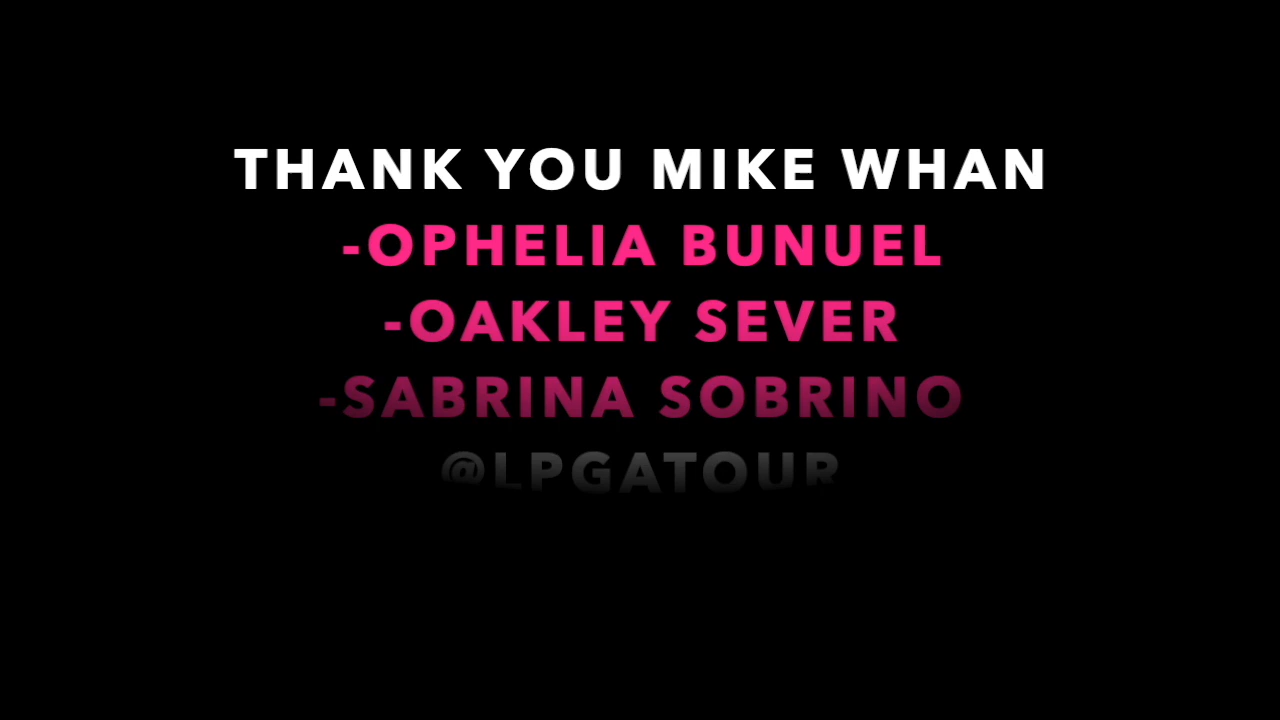 THANK YOU MIKE WHAN
-OPHELIA BUNUEL
-OAKLEY SEVER
-SABRINA SOBRINO
@LPGATOUR